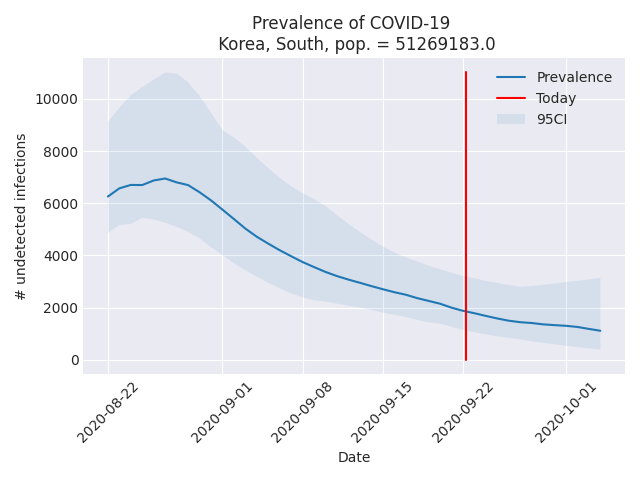 Prevalence of COVID-19
Korea, South, pop. = 51269183.0
# undetected infections
10000
8000
6000
4000
2000
0
Prevalence
Today
95CI
2020-08-22
2020-09-01
2020-09-08
2020-09-15
2020-09-22
2020-10-01
Date